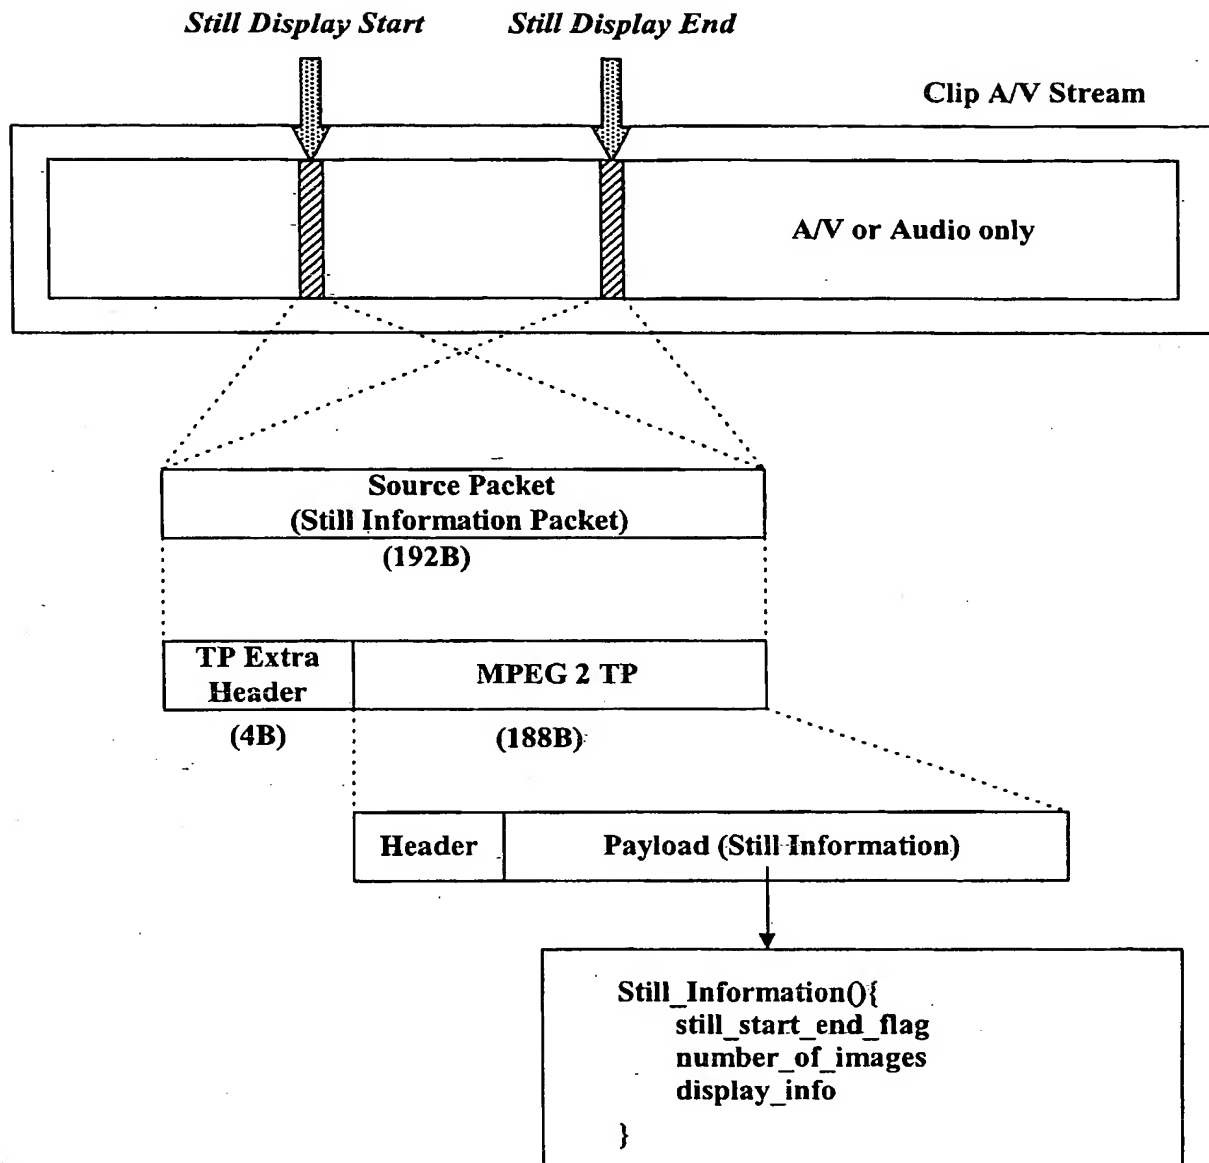 Still Display Start
Still Display End
Clip A/V Stream
A/V or Audio only
Source Packet
(Still Information Packet)
(192B)
TP Extra
Header
MPEG 2 TP
(4B)
(188B)
Header
Payload (Still Information)
Still_Information(){
still_start_end_flag
number_of_images
display_info
}